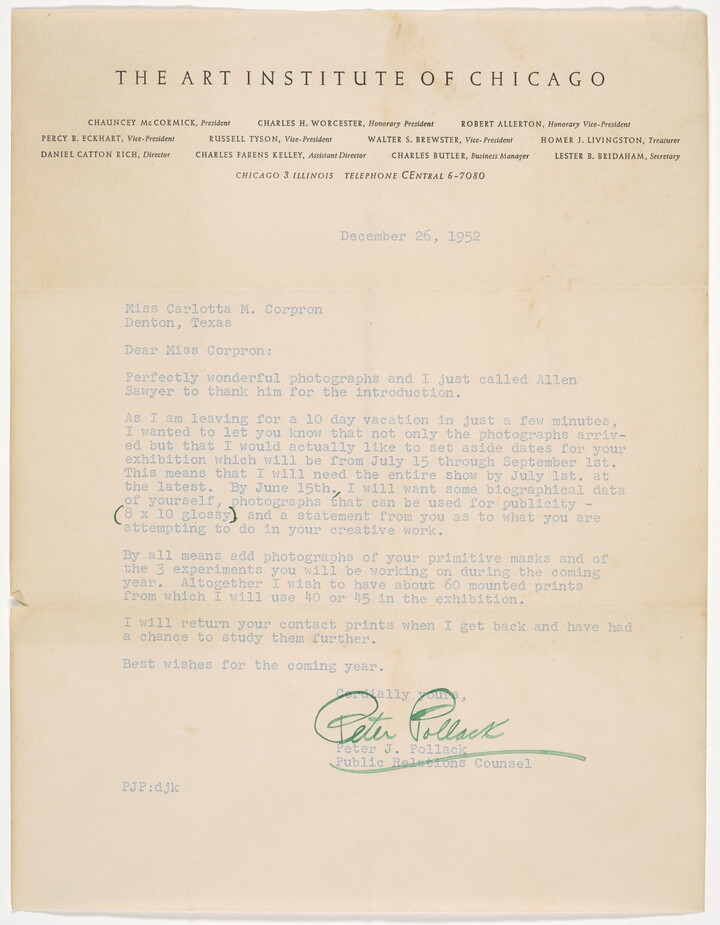 THE ART INSTITUTE OF CHICAGO
CHAUNCEY McCORMICK, President CHARLES H. WORCESTER, Honorary President ROBERT ALLERTON, Honorary Vice-President
PERCY B. ECKHART, Vice-President RUSSELL TYSON, Vice-President WALTER S. BREWSTER, Vice-President HOMER J. LIVINGSTON, Treasurer
DANIEL CATTON RICH, Director CHARLES FABENS KELLEY, Assistant Director CHARLES BUTLER, Business Manager LESTER B. BRIDAHAM, Secretary
CHICAGO 3 ILLINOIS TELEPHONE CEntral 6-7080
December 26, 1952
Miss Carlotta M. Corpron
Denton, Texas
Dear Miss Corpron:
Perfectly wonderful photographs and I just called Allen
Sawyer to thank him for the introduction.
As I am leaving for a 10 day vacation in just a few minutes,
I wanted to let you know that not only the photographs arriv-
ed but that I would actually like to set aside dates for your
exhibition which will be from July 15 through September 1st.
This means that I will need the entire show by July 1st. at
the latest. By June 15th, I will want some biographical data
of yourself, photographs that can be used for publicity -
(8 x 10 glossy) and a statement from you as to what you are
attempting to do in your creative work.
By all means add photographs of your primitive masks and of
the 3 experiments you will be working on during the coming
year. Altogether I wish to have about 60 mounted prints
from which I will use 40 or 45 in the exhibition.
I will return your contact prints when I get back and have had
a chance to study them further.
Best wishes for the coming year.
Cordially yours,
Peter Pollack
Peter J. Pollack
Public Relations Counsel
PJP:djk